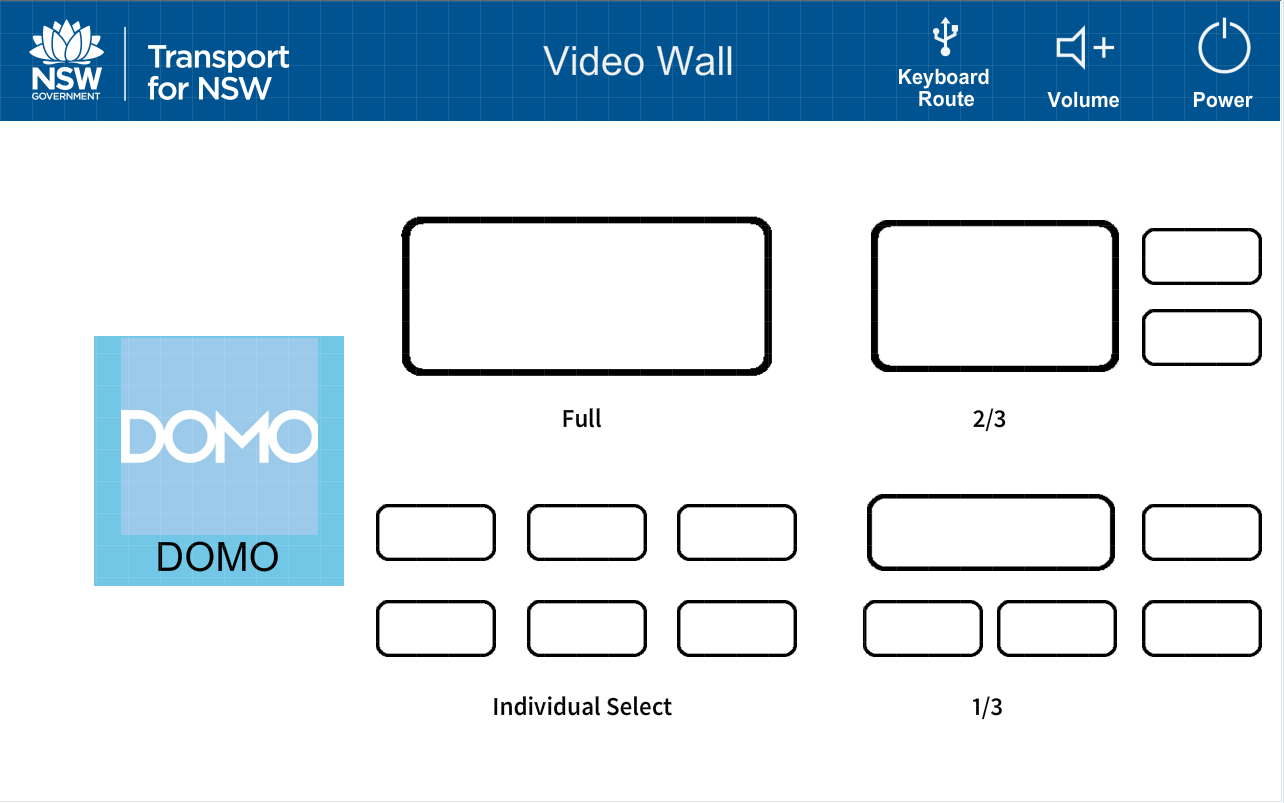 NSW
GOVERNMENT
Transport
for NSW
Video Wall
Keyboard
Route
Volume
Power
DOMO
DOMO
Full
2/3
Individual Select
1/3